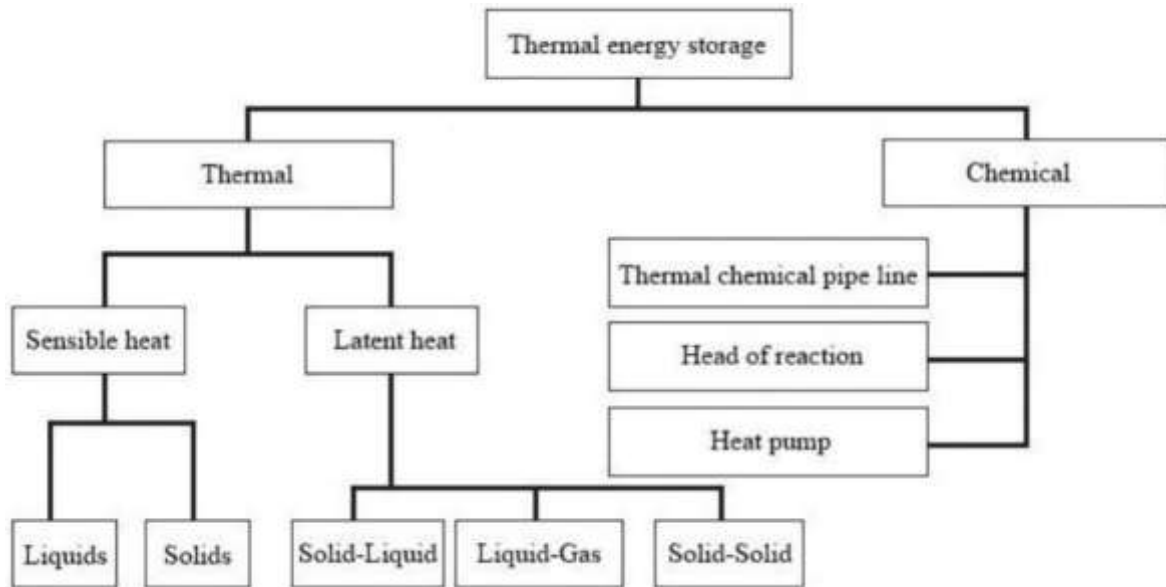 Thermal energy storage
Thermal
Chemical
Thermal chemical pipe line
Sensible heat
Latent heat
Head of reaction
Heat pump
Liquids
Solids
Solid-Liquid
Liquid-Gas
Solid-Solid